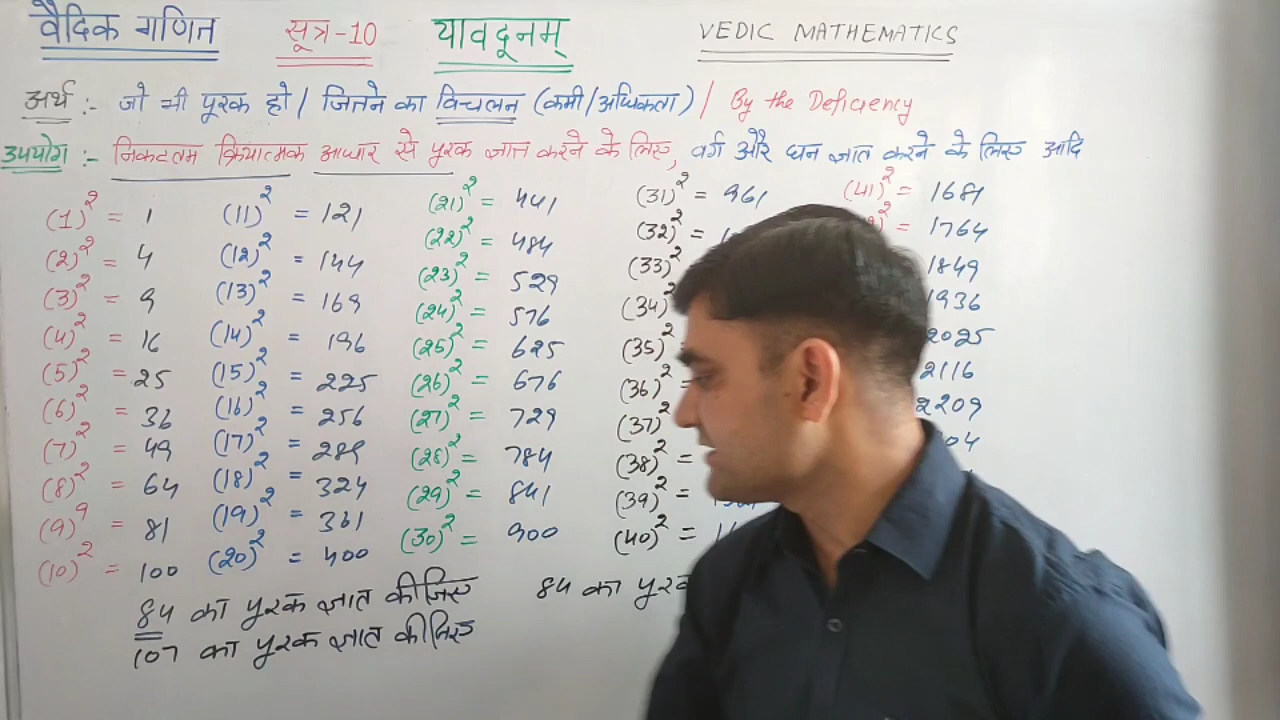 वैदिक गणित सूत्र-10 यावदूनम् VEDIC MATHEMATICS
अर्थ :- जो भी पूरक हो / जितने का विचलन (कमी/अधिकता) / By the Deficiency
उपयोग :- निकटतम क्रियात्मक आधार से पूरक ज्ञात करने के लिए, वर्ग और घन ज्ञात करने के लिए आदि
(1)² = 1
(2)² = 4
(3)² = 9
(4)² = 16
(5)² = 25
(6)² = 36
(7)² = 49
(8)² = 64
(9)⁹ = 81
(10)² = 100
(11)² = 121
(12)² = 144
(13)² = 169
(14)² = 196
(15)² = 225
(16)² = 256
(17)² = 289
(18)² = 324
(19)² = 361
(20)² = 400
(21)² = 441
(22)² = 484
(23)² = 529
(24)² = 576
(25)² = 625
(26)² = 676
(27)² = 729
(28)² = 784
(29)² = 841
(30)² = 900
(31)² = 961
(32)² =
(33)²
(34)²
(35)²
(36)²
(37)²
(38)² =
(39)² =
(40)² =
(41)² = 1681
= 1764
1849
1936
2025
2116
2209
84 का पूरक ज्ञात कीजिए
107 का पूरक ज्ञात कीजिए
84 का